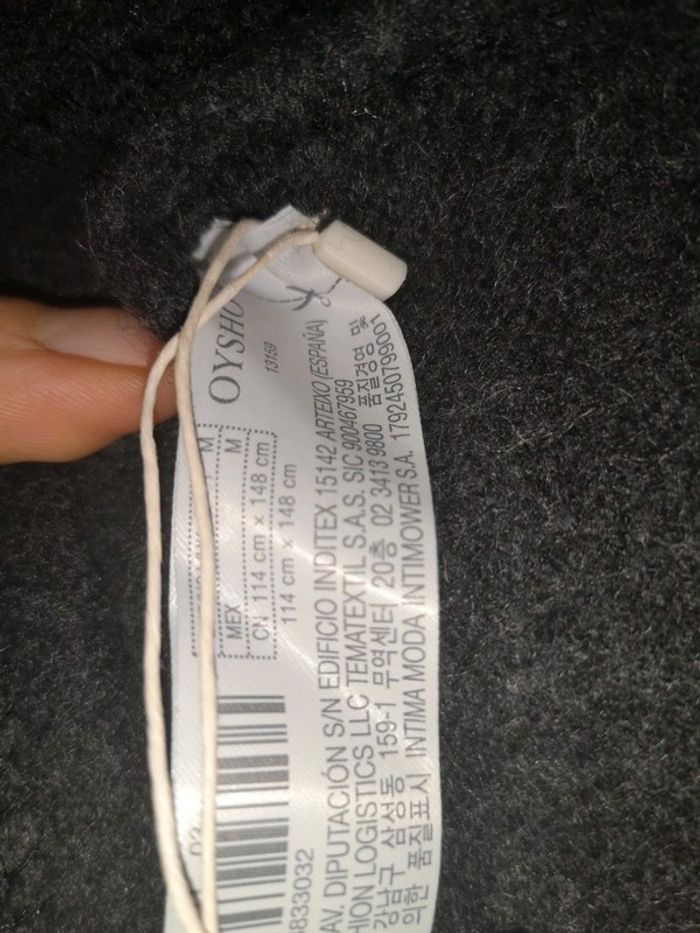 OYSHO
13159
M
MEX M
CN 114 cm x 148 cm
114 cm x 148 cm
AV. DIPUTACIÓN S/N EDIFICIO INDITEX 15142 ARTEIXO (ESPAÑA)
HION LOGISTICS LLC TEMATEXTIL S.A.S. SIC 900467959
강남구 삼성동 159-1 무역센터 20층 02 3413 9800 품질경영 및
의한 품질표시 INTIMA MODA INTIMOWER S.A. 1792450799001
833032